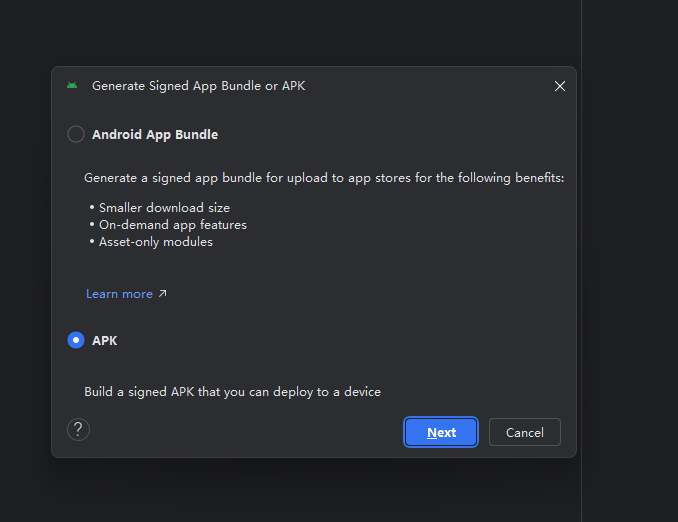 Generate Signed App Bundle or APK
Android App Bundle
Generate a signed app bundle for upload to app stores for the following benefits:
• Smaller download size
• On-demand app features
• Asset-only modules
Learn more ↗
APK
Build a signed APK that you can deploy to a device
?
Next
Cancel